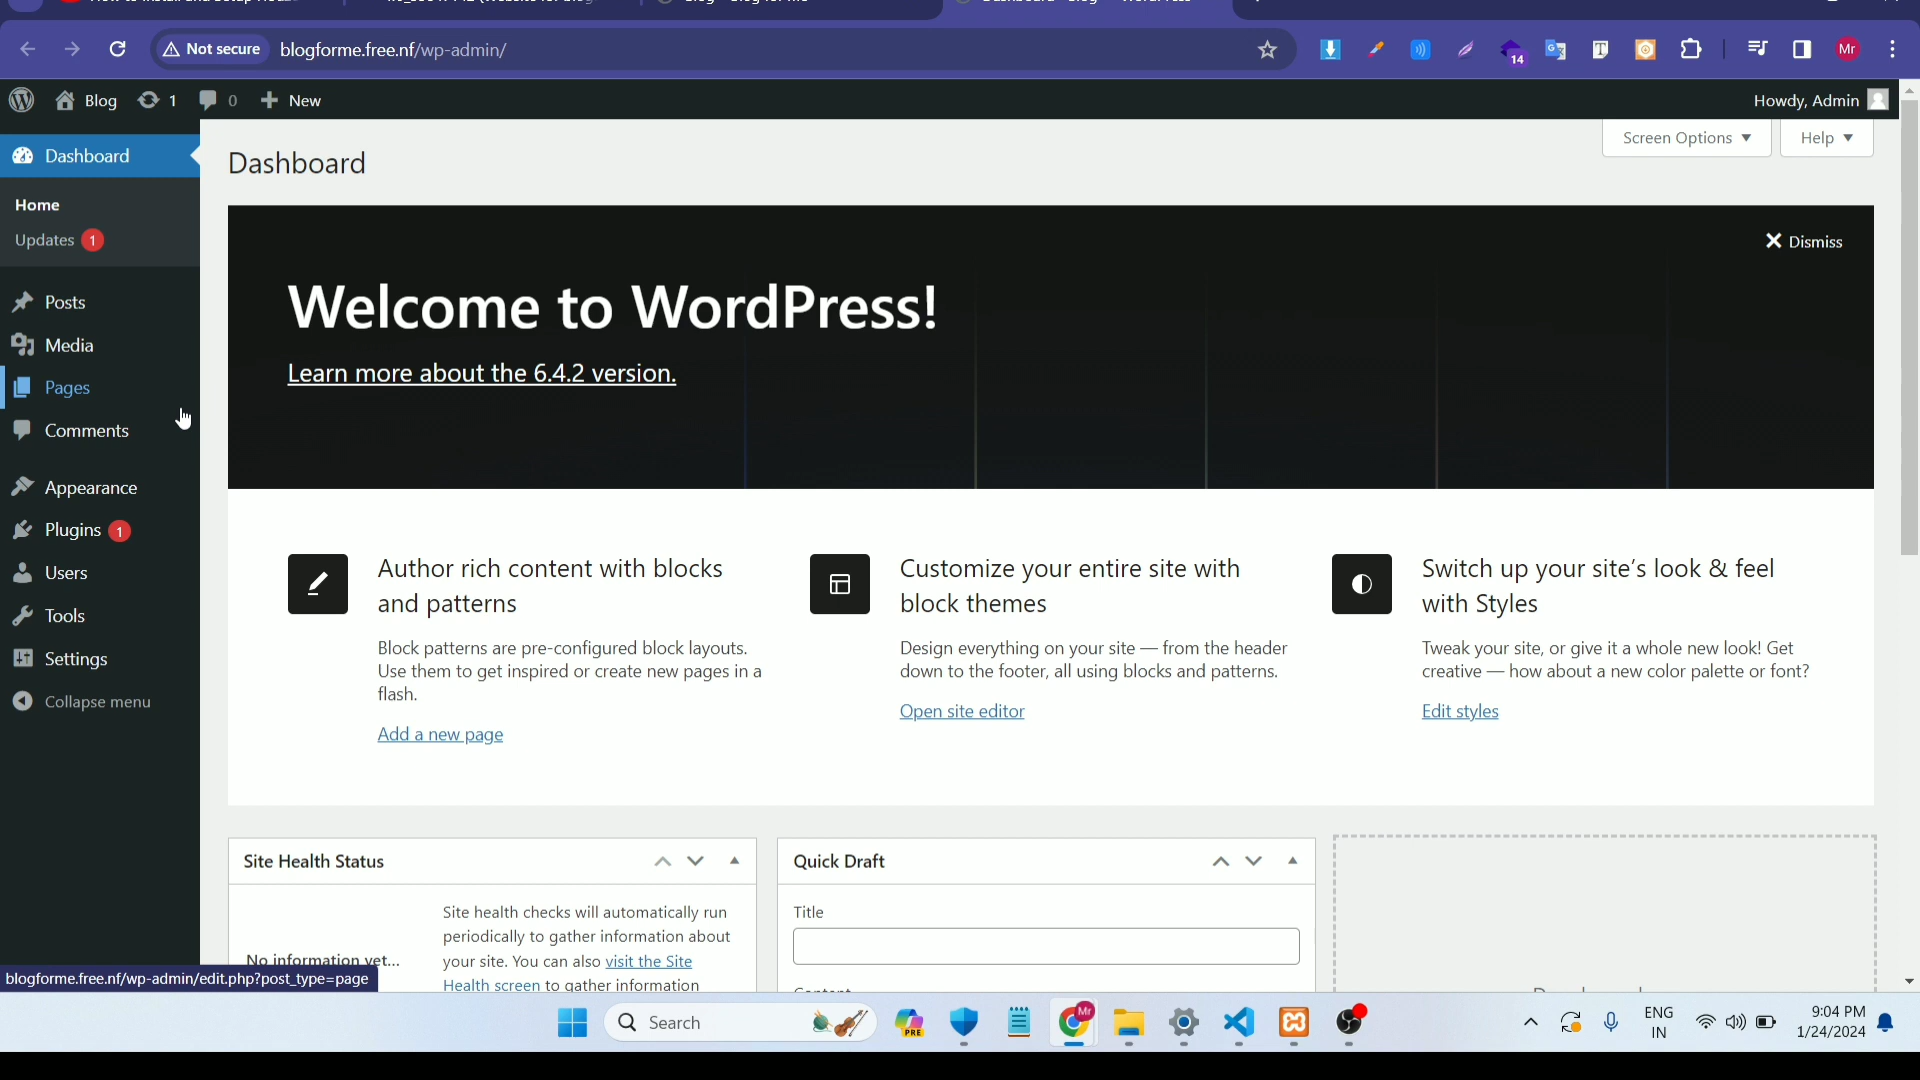 Not secure
blogforme.free.nf/wp-admin/
14
Mr
Blog
1
0
New
Howdy, Admin
Dashboard
Home
Updates 1
Posts
Media
Pages
Comments
Appearance
Plugins 1
Users
Tools
Settings
Collapse menu
Screen Options
Help
Dashboard
Dismiss
Welcome to WordPress!
Learn more about the 6.4.2 version.
Author rich content with blocks
and patterns
Block patterns are pre-configured block layouts.
Use them to get inspired or create new pages in a
flash.
Add a new page
Customize your entire site with
block themes
Design everything on your site — from the header
down to the footer, all using blocks and patterns.
Open site editor
Switch up your site's look & feel
with Styles
Tweak your site, or give it a whole new look! Get
creative — how about a new color palette or font?
Edit styles
Site Health Status
No information yet...
Site health checks will automatically run
periodically to gather information about
your site. You can also visit the Site
Health screen to gather information
Quick Draft
Title
Content
blogforme.free.nf/wp-admin/edit.php?post_type=page
Search
PRE
Mr
ENG
IN
9:04 PM
1/24/2024